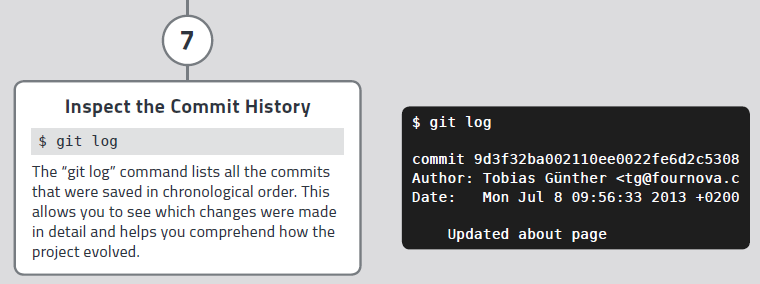 7
Inspect the Commit History
$ git log
The “git log” command lists all the commits
that were saved in chronological order. This
allows you to see which changes were made
in detail and helps you comprehend how the
project evolved.
$ git log
commit 9d3f32ba002110ee0022fe6d2c5308
Author: Tobias Günther <tg@fournova.c
Date:   Mon Jul 8 09:56:33 2013 +0200
Updated about page